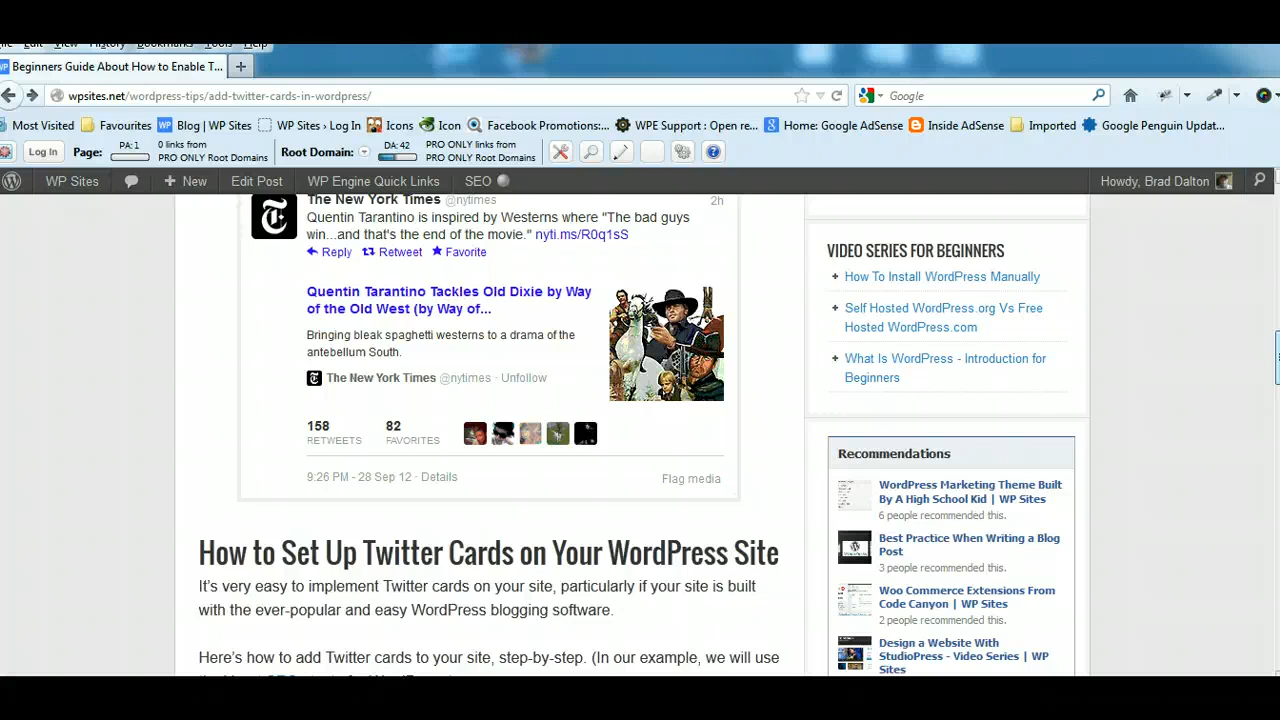 File Edit View History Bookmarks Tools Help
WP Beginners Guide About How to Enable T... +
wpsites.net/wordpress-tips/add-twitter-cards-in-wordpress/ Google
Most Visited Favourites WP Blog | WP Sites WP Sites › Log In Icons Icon Facebook Promotions:... WPE Support : Open re... Home: Google AdSense Inside AdSense Imported Google Penguin Updat...
Log In Page: PA: 1 0 links from Root Domain: DA: 42 PRO ONLY links from
PRO ONLY Root Domains PRO ONLY Root Domains
WP Sites + New Edit Post WP Engine Quick Links SEO Howdy, Brad Dalton
The New York Times @nytimes 2h
Quentin Tarantino is inspired by Westerns where "The bad guys
win...and that's the end of the movie." nyti.ms/R0q1sS
Reply Retweet Favorite
Quentin Tarantino Tackles Old Dixie by Way
of the Old West (by Way of...
Bringing bleak spaghetti westerns to a drama of the
antebellum South.
The New York Times @nytimes · Unfollow
158 82
RETWEETS FAVORITES
9:26 PM - 28 Sep 12 · Details Flag media
How to Set Up Twitter Cards on Your WordPress Site
It's very easy to implement Twitter cards on your site, particularly if your site is built
with the ever-popular and easy WordPress blogging software.
Here's how to add Twitter cards to your site, step-by-step. (In our example, we will use
VIDEO SERIES FOR BEGINNERS
How To Install WordPress Manually
Self Hosted WordPress.org Vs Free
Hosted WordPress.com
What Is WordPress - Introduction for
Beginners
Recommendations
WordPress Marketing Theme Built
By A High School Kid | WP Sites
6 people recommended this.
Best Practice When Writing a Blog
Post
3 people recommended this.
Woo Commerce Extensions From
Code Canyon | WP Sites
2 people recommended this.
Design a Website With
StudioPress - Video Series | WP
Sites